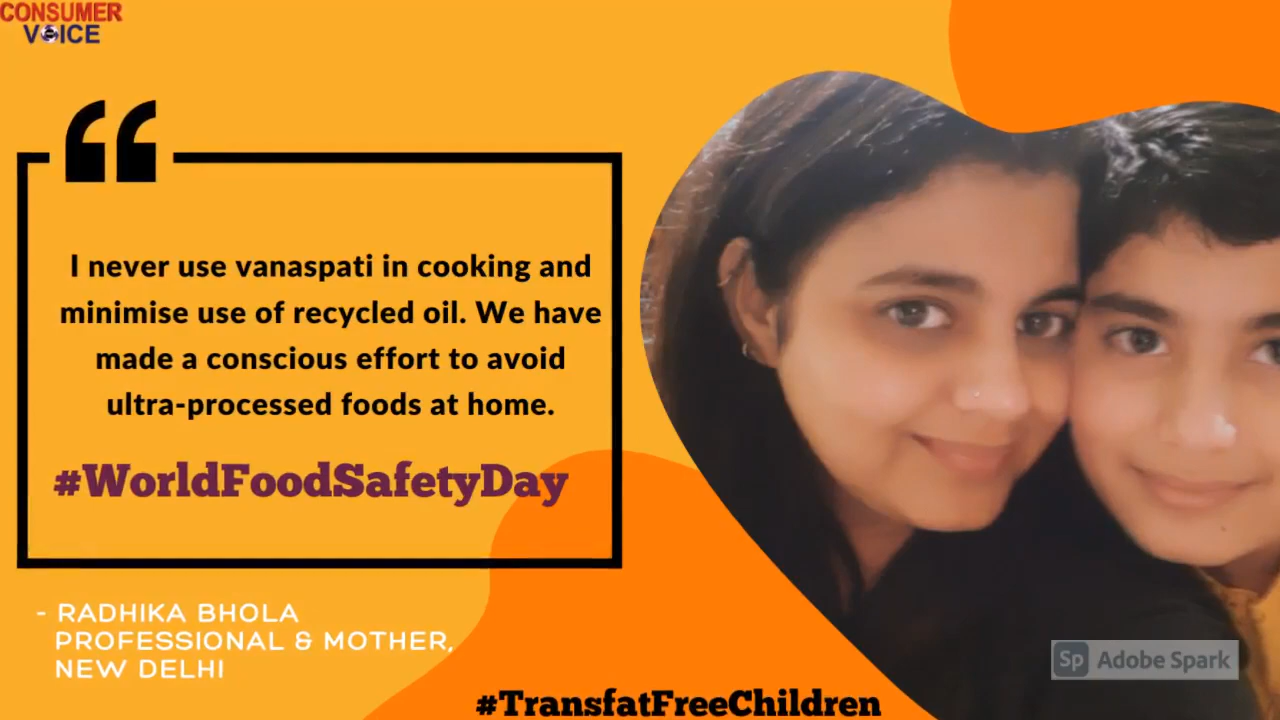 CONSUMER
VOICE
I never use vanaspati in cooking and
minimise use of recycled oil. We have
made a conscious effort to avoid
ultra-processed foods at home.
#WorldFoodSafetyDay
- RADHIKA BHOLA
PROFESSIONAL & MOTHER,
NEW DELHI
Sp Adobe Spark
#TransfatFreeChildren